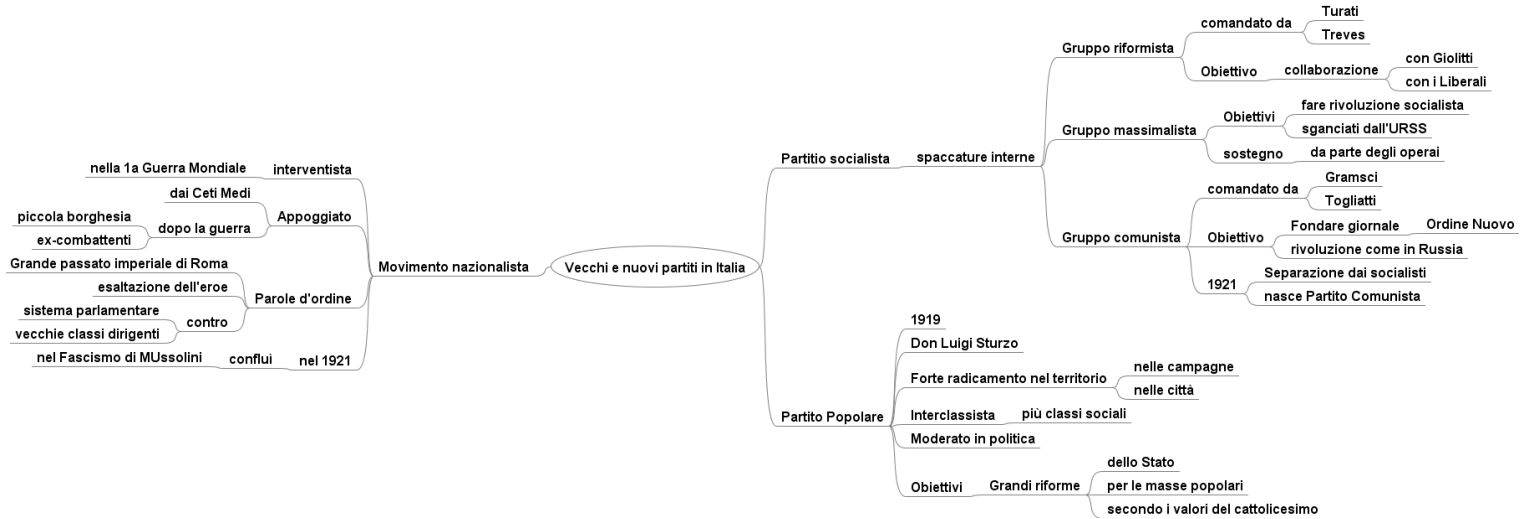 Vecchi e nuovi partiti in Italia
Partitio socialista
spaccature interne
Gruppo riformista
comandato da
Turati
Treves
Obiettivo
collaborazione
con Giolitti
con i Liberali
Gruppo massimalista
Obiettivi
fare rivoluzione socialista
sganciati dall'URSS
sostegno
da parte degli operai
Gruppo comunista
comandato da
Gramsci
Togliatti
Obiettivo
Fondare giornale
Ordine Nuovo
rivoluzione come in Russia
1921
Separazione dai socialisti
nasce Partito Comunista
Partito Popolare
1919
Don Luigi Sturzo
Forte radicamento nel territorio
nelle campagne
nelle città
Interclassista
più classi sociali
Moderato in politica
Obiettivi
Grandi riforme
dello Stato
per le masse popolari
secondo i valori del cattolicesimo
Movimento nazionalista
interventista
nella 1a Guerra Mondiale
Appoggiato
dai Ceti Medi
dopo la guerra
piccola borghesia
ex-combattenti
Parole d'ordine
Grande passato imperiale di Roma
esaltazione dell'eroe
contro
sistema parlamentare
vecchie classi dirigenti
nel 1921
confluì
nel Fascismo di MUssolini